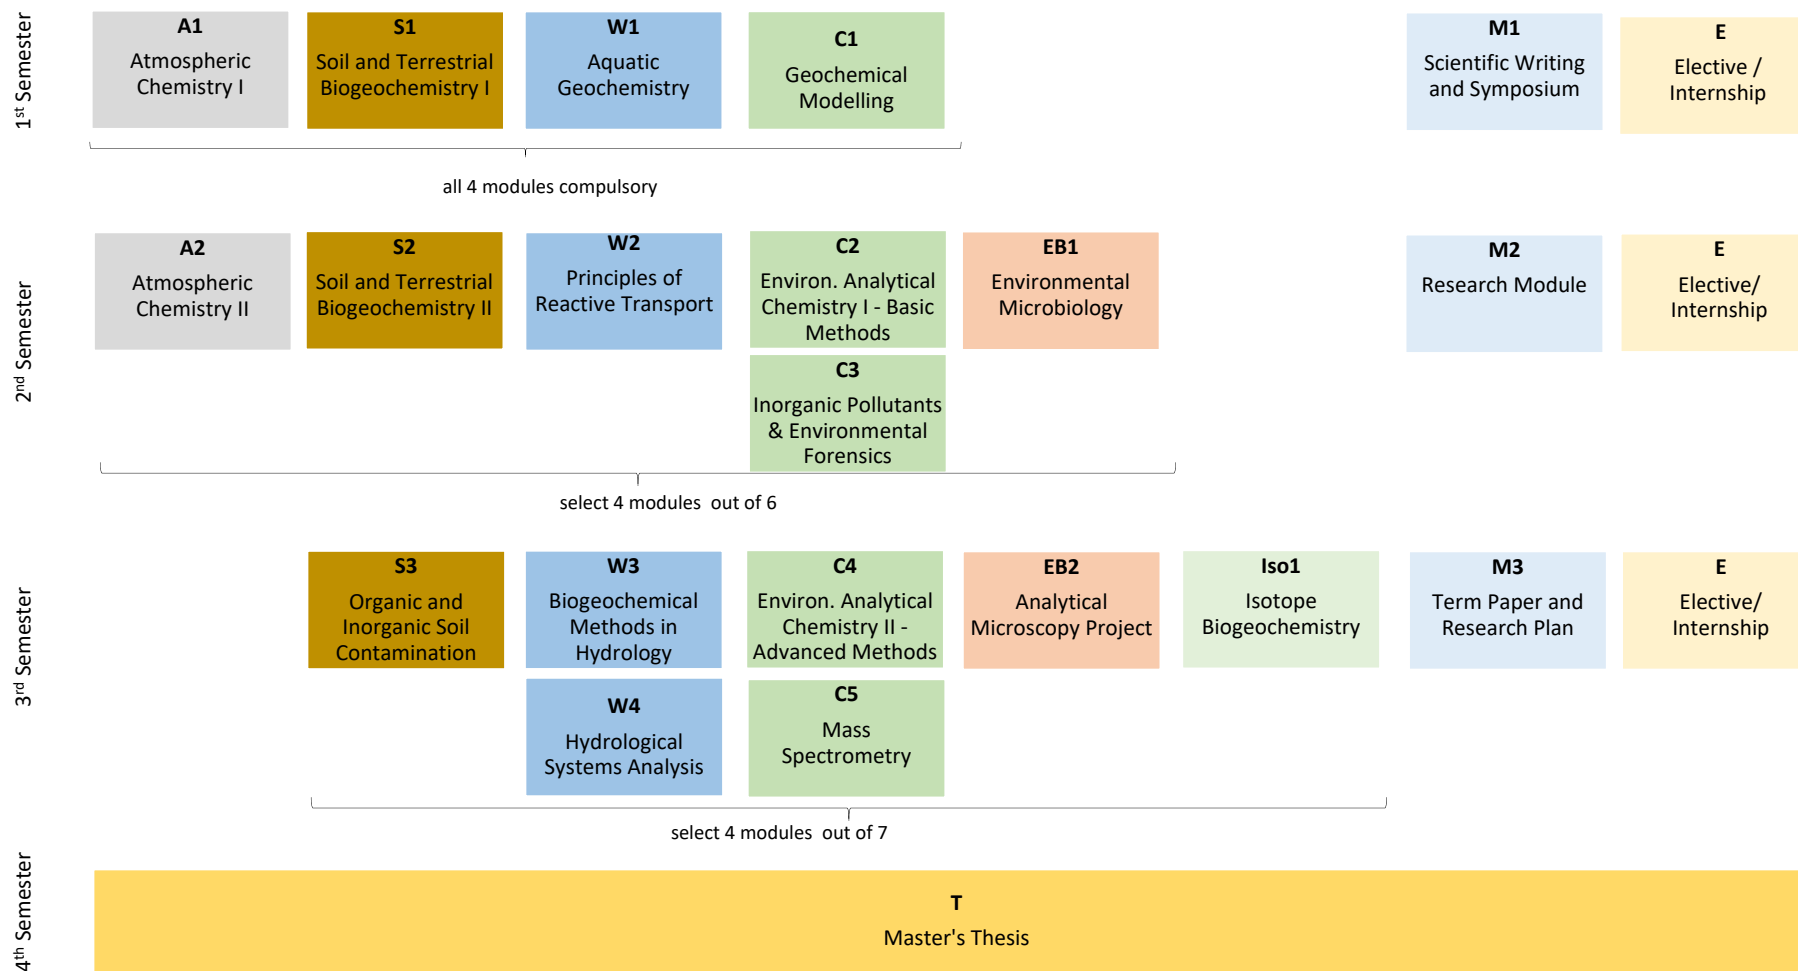 1st Semester
A1
Atmospheric
Chemistry I
S1
Soil and Terrestrial
Biogeochemistry I
W1
Aquatic
Geochemistry
C1
Geochemical
Modelling
M1
Scientific Writing
and Symposium
E
Elective /
Internship
all 4 modules compulsory
2nd Semester
A2
Atmospheric
Chemistry II
S2
Soil and Terrestrial
Biogeochemistry II
W2
Principles of
Reactive Transport
C2
Environ. Analytical
Chemistry I - Basic
Methods
EB1
Environmental
Microbiology
M2
Research Module
E
Elective/
Internship
C3
Inorganic Pollutants
& Environmental
Forensics
select 4 modules out of 6
3rd Semester
S3
Organic and
Inorganic Soil
Contamination
W3
Biogeochemical
Methods in
Hydrology
C4
Environ. Analytical
Chemistry II -
Advanced Methods
EB2
Analytical
Microscopy Project
Iso1
Isotope
Biogeochemistry
M3
Term Paper and
Research Plan
E
Elective/
Internship
W4
Hydrological
Systems Analysis
C5
Mass
Spectrometry
select 4 modules out of 7
4th Semester
T
Master's Thesis